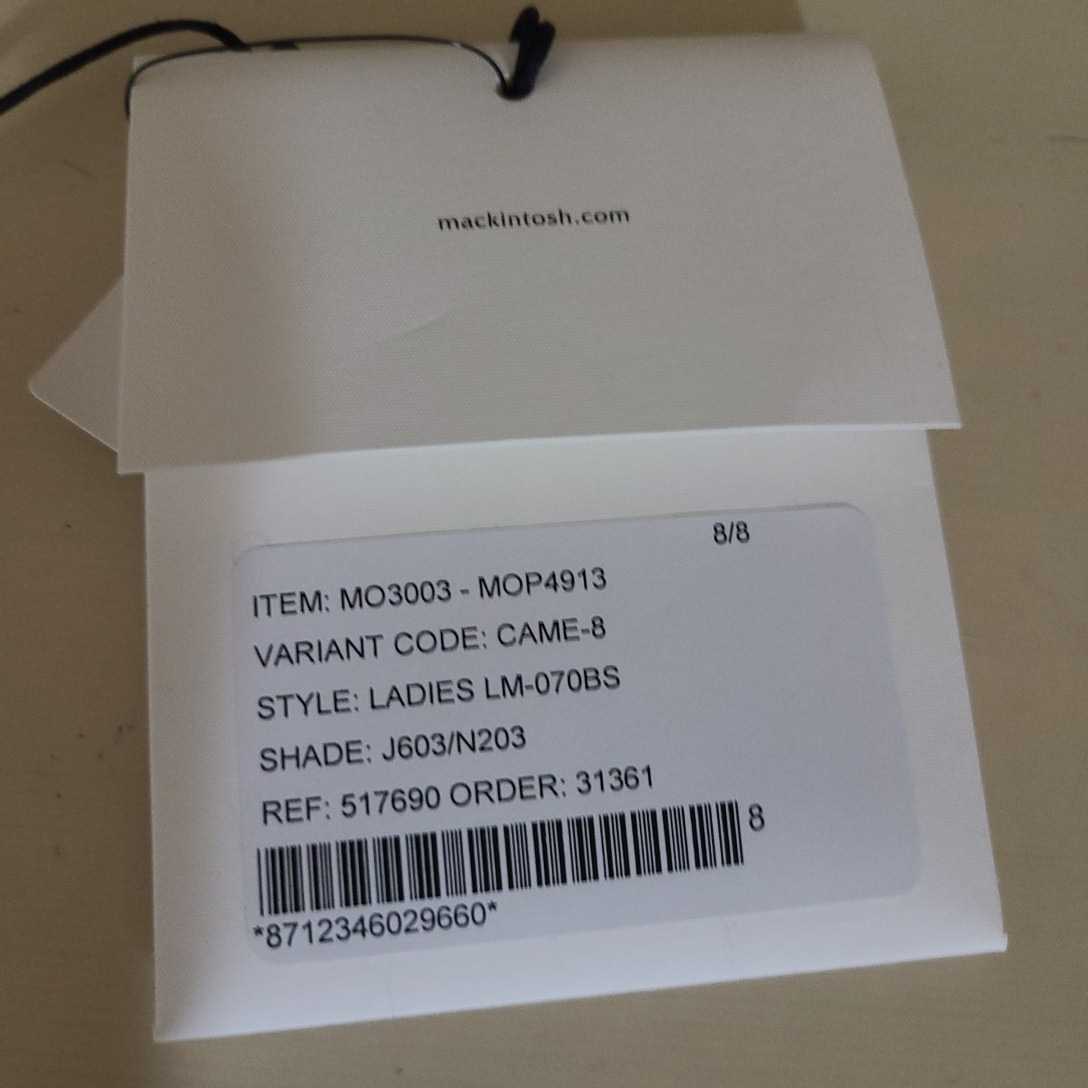 mackintosh.com
8/8
ITEM: MO3003 - MOP4913
VARIANT CODE: CAME-8
STYLE: LADIES LM-070BS
SHADE: J603/N203
REF: 517690 ORDER: 31361
8
*8712346029660*